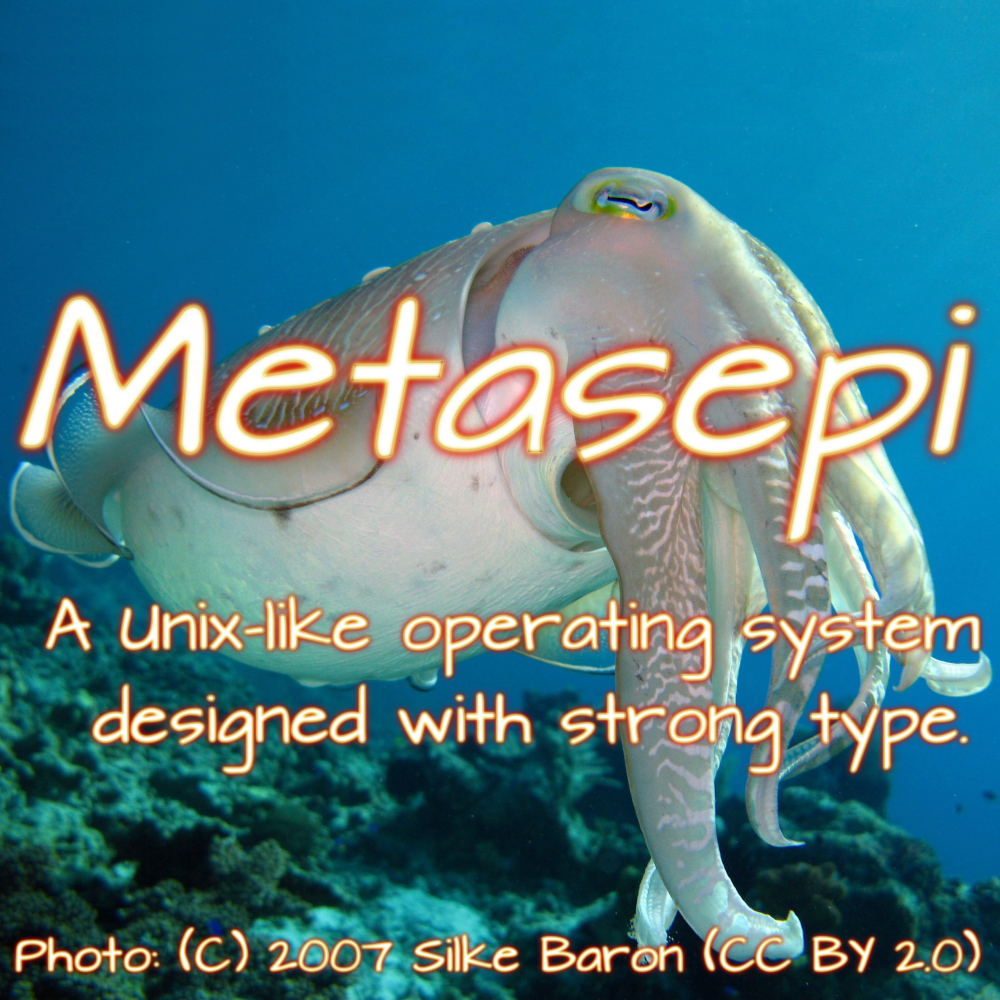 Metasepi
A Unix-like operating system
designed with strong type.
Photo: (C) 2007 Silke Baron (CC BY 2.0)